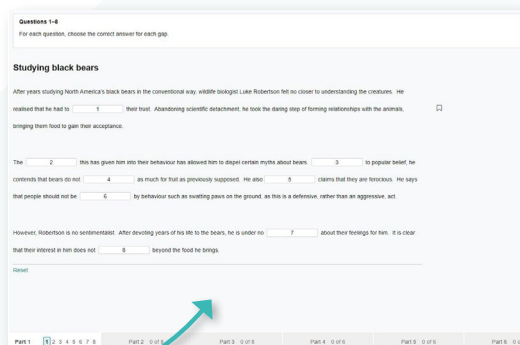 Questions 1–8
For each question, choose the correct answer for each gap.
Studying black bears
After years studying North America's black bears in the conventional way, wildlife biologist Luke Robertson felt no closer to understanding the creatures. He
realised that he had to 1 their trust. Abandoning scientific detachment, he took the daring step of forming relationships with the animals,
bringing them food to gain their acceptance.
The 2 this has given him into their behaviour has allowed him to dispel certain myths about bears. 3 to popular belief, he
contends that bears do not 4 as much for fruit as previously supposed. He also 5 claims that they are ferocious. He says
that people should not be 6 by behaviour such as swatting paws on the ground, as this is a defensive, rather than an aggressive, act.
However, Robertson is no sentimentalist. After devoting years of his life to the bears, he is under no 7 about their feelings for him. It is clear
that their interest in him does not 8 beyond the food he brings.
Reset
Part 1 1 2 3 4 5 6 7 8 Part 2 0 of 8 Part 3 0 of 8 Part 4 0 of 6 Part 5 0 of 6 Part 6 0 o